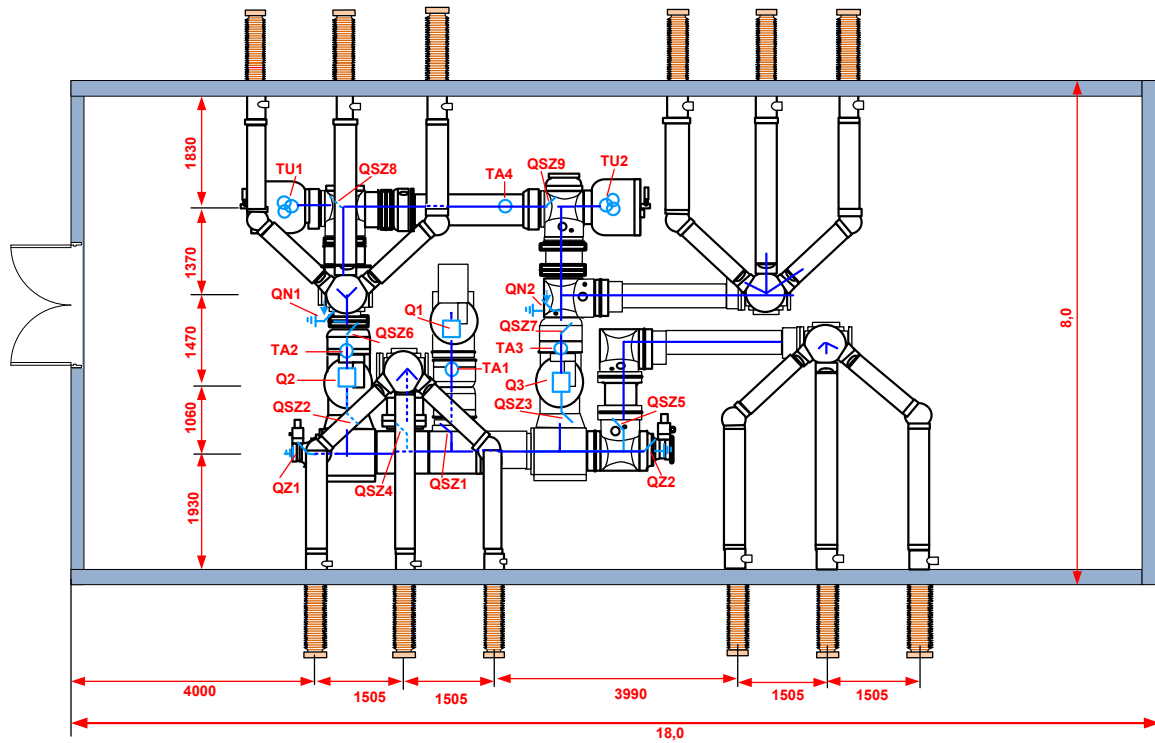 TU1
QSZ8
TA4
QSZ9
TU2
1830
1370
QN1
Q1
QN2
QSZ7
8,0
QSZ6
TA2
TA1
TA3
1470
Q2
Q3
QSZ2
QSZ3
QSZ5
1060
QZ1
QSZ4
QSZ1
QZ2
1930
4000
1505
1505
3990
1505
1505
18,0